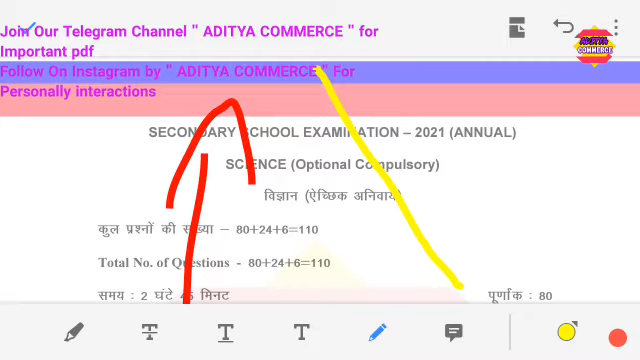 Join Our Telegram Channel " ADITYA COMMERCE " for
Important pdf
Follow On Instagram by " ADITYA COMMERCE " For
Personally interactions
ADITYA
COMMERCE
SECONDARY SCHOOL EXAMINATION – 2021 (ANNUAL)
SCIENCE (Optional Compulsory)
विज्ञान (ऐच्छिक अनिवार्य)
कुल प्रश्नों की संख्या – 80+24+6=110
Total No. of Questions - 80+24+6=110
समय : 2 घंटे 45 मिनट
पूर्णांक : 80
T T T